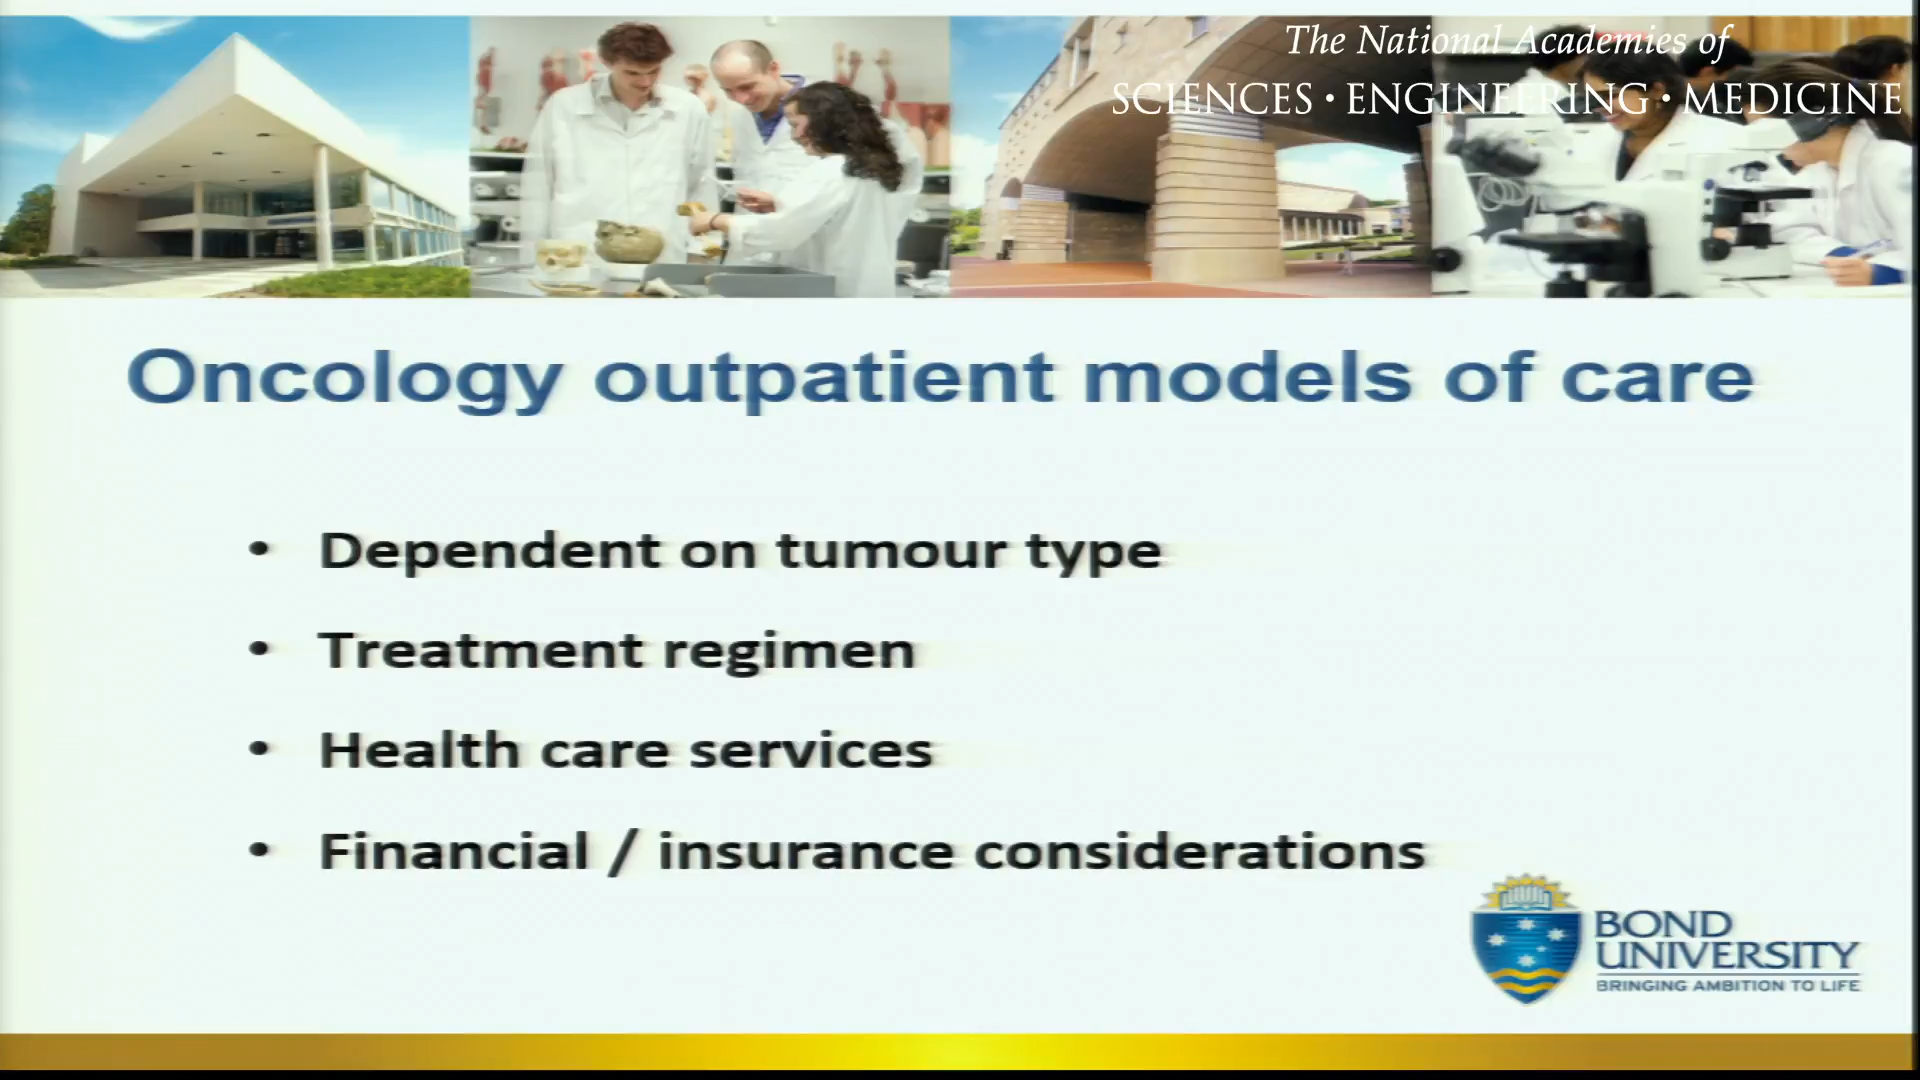 The National Academies of
SCIENCES • ENGINEERING • MEDICINE
Oncology outpatient models of care
• Dependent on tumour type
• Treatment regimen
• Health care services
• Financial / insurance considerations
BOND
UNIVERSITY
BRINGING AMBITION TO LIFE